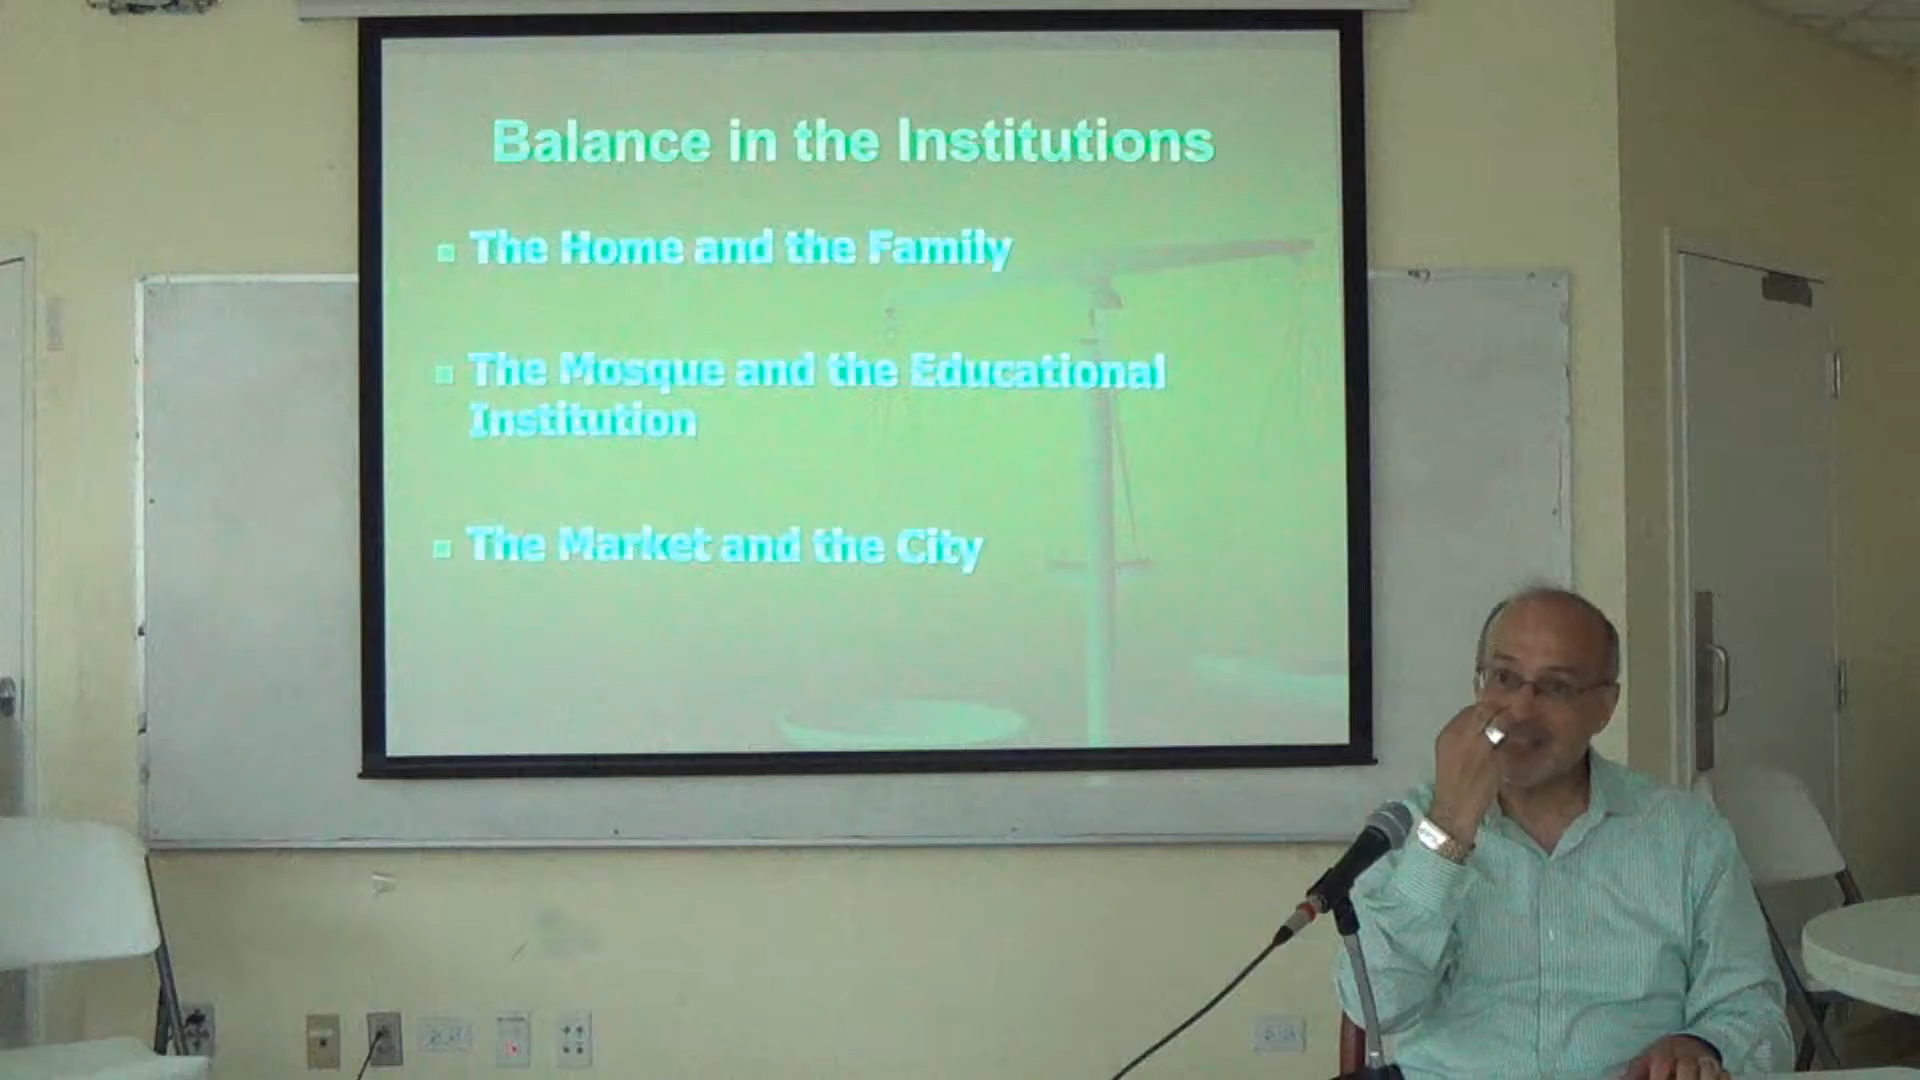 Balance in the Institutions
The Home and the Family
The Mosque and the Educational
Institution
The Market and the City